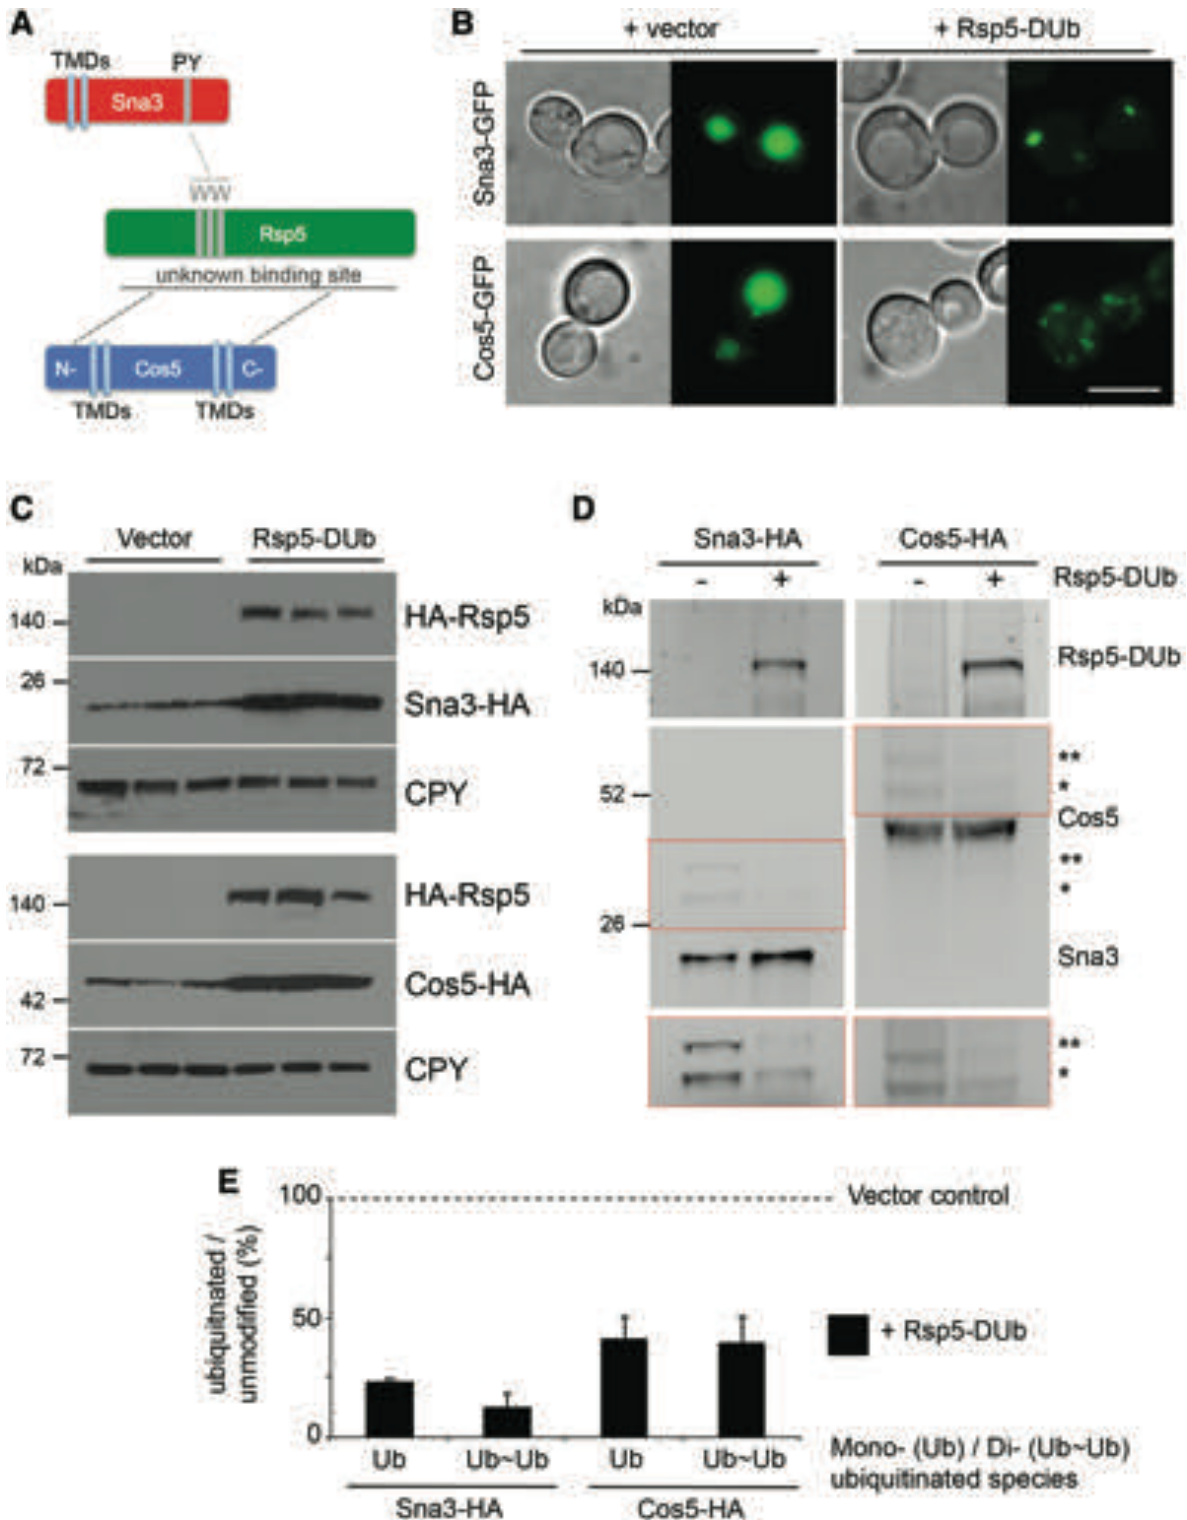 A
TMDs PY
Sna3
WW
Rsp5
unknown binding site
N- Cos5 C-
TMDs TMDs
B
+ vector + Rsp5-DUb
Sna3-GFP
Cos5-GFP
C
Vector Rsp5-DUb
kDa
140 HA-Rsp5
26 Sna3-HA
72 CPY
140 HA-Rsp5
42 Cos5-HA
72 CPY
D
Sna3-HA Cos5-HA
- + - + Rsp5-DUb
kDa
140 Rsp5-DUb
**
52 *
Cos5
**
*
26
Sna3
**
*
E
100 Vector control
50
0
ubiquitnated /
unmodified (%)
+ Rsp5-DUb
Ub Ub~Ub Ub Ub~Ub
Sna3-HA Cos5-HA
Mono- (Ub) / Di- (Ub~Ub)
ubiquitinated species